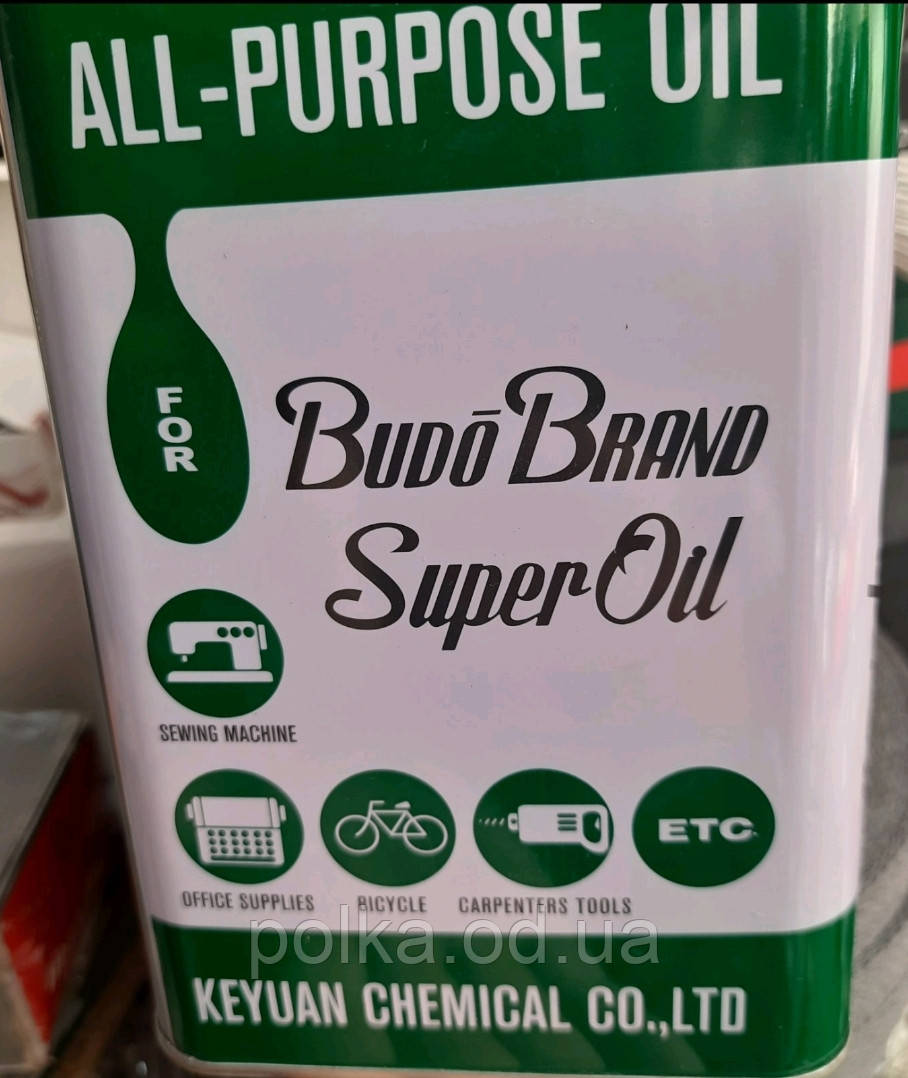 ALL-PURPOSE OIL
FOR
BUDŌ BRAND
Super Oil
SEWING MACHINE
ETC.
OFFICE SUPPLIES BICYCLE CARPENTERS TOOLS
polka.od.ua
KEYUAN CHEMICAL CO.,LTD